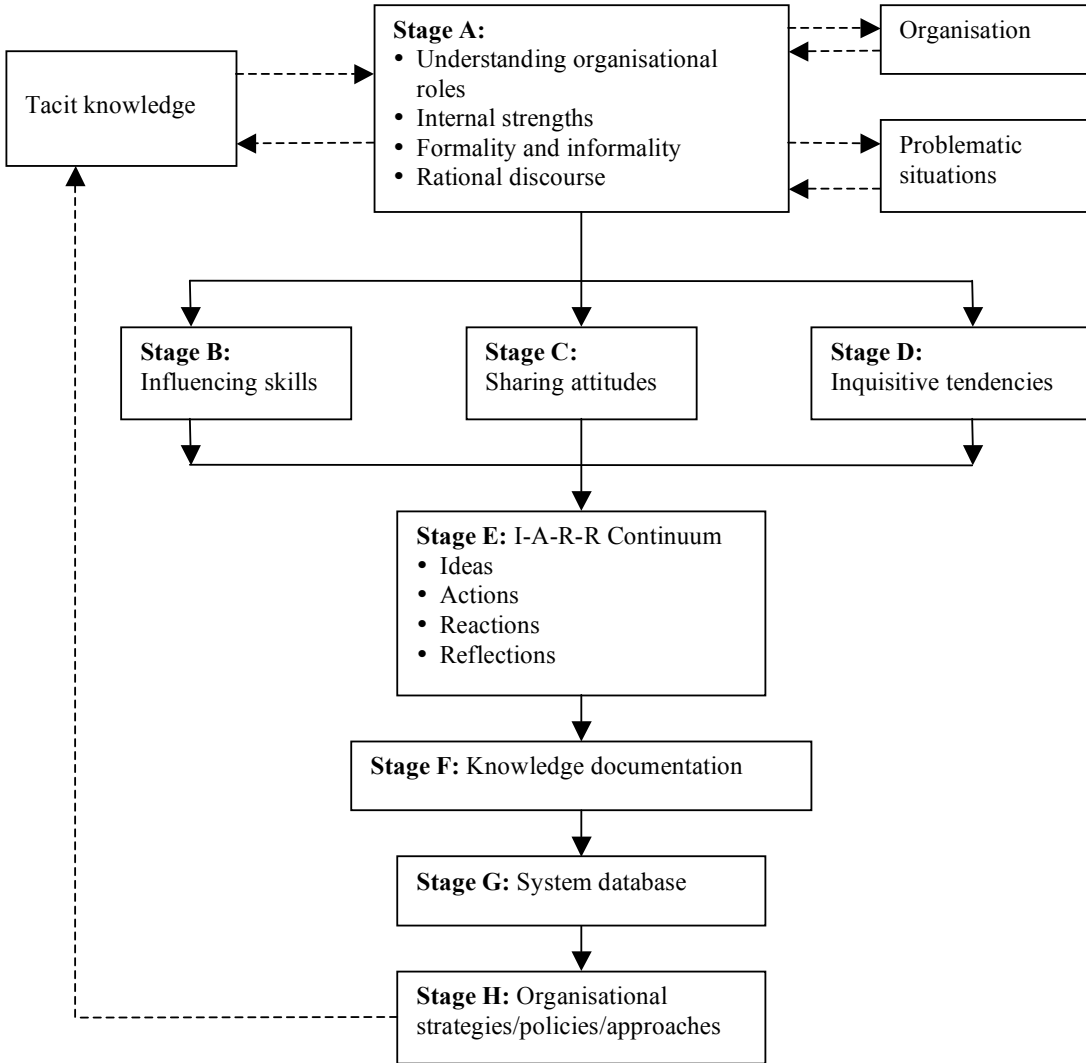 Tacit knowledge
Stage A:
• Understanding organisational
roles
• Internal strengths
• Formality and informality
• Rational discourse
Organisation
Problematic
situations
Stage B:
Influencing skills
Stage C:
Sharing attitudes
Stage D:
Inquisitive tendencies
Stage E: I-A-R-R Continuum
• Ideas
• Actions
• Reactions
• Reflections
Stage F: Knowledge documentation
Stage G: System database
Stage H: Organisational
strategies/policies/approaches